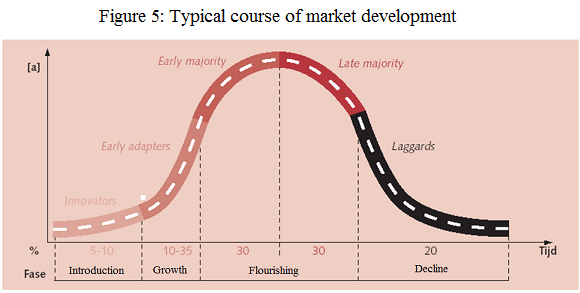 Figure 5: Typical course of market development
[a]
Early majority
Late majority
Early adapters
Laggards
Innovators
% 5-10 10-35 30 30 20 Tijd
Fase Introduction Growth Flourishing Decline